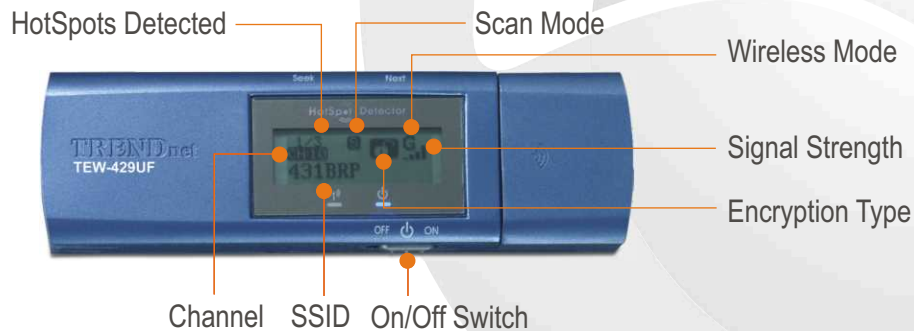 HotSpots Detected
Scan Mode
Wireless Mode
Seek Next
HotSpot Detector
TRENDnet
TEW-429UF
G
431BRP
Signal Strength
Encryption Type
OFF ON
Channel SSID On/Off Switch